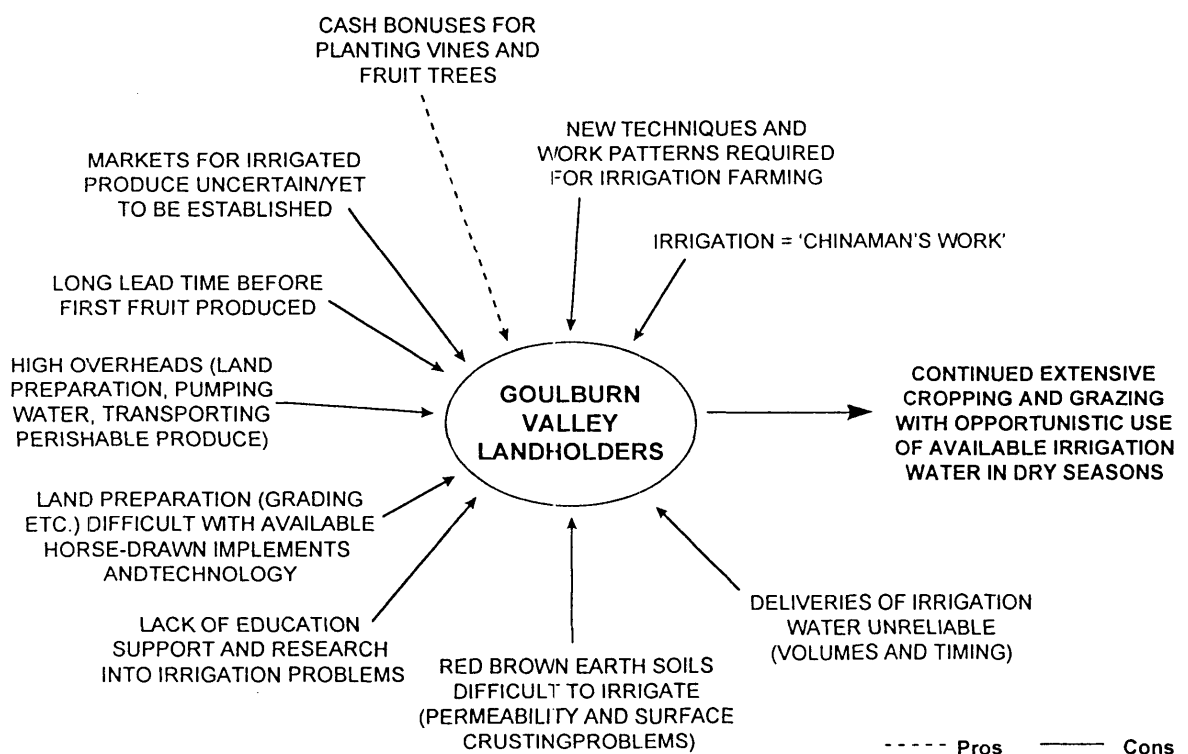 CASH BONUSES FOR
PLANTING VINES AND
FRUIT TREES
NEW TECHNIQUES AND
WORK PATTERNS REQUIRED
FOR IRRIGATION FARMING
MARKETS FOR IRRIGATED
PRODUCE UNCERTAIN/YET
TO BE ESTABLISHED
IRRIGATION = 'CHINAMAN'S WORK'
LONG LEAD TIME BEFORE
FIRST FRUIT PRODUCED
HIGH OVERHEADS (LAND
PREPARATION, PUMPING
WATER, TRANSPORTING
PERISHABLE PRODUCE)
GOULBURN
VALLEY
LANDHOLDERS
CONTINUED EXTENSIVE
CROPPING AND GRAZING
WITH OPPORTUNISTIC USE
OF AVAILABLE IRRIGATION
WATER IN DRY SEASONS
LAND PREPARATION (GRADING
ETC.) DIFFICULT WITH AVAILABLE
HORSE-DRAWN IMPLEMENTS
ANDTECHNOLOGY
LACK OF EDUCATION
SUPPORT AND RESEARCH
INTO IRRIGATION PROBLEMS
RED BROWN EARTH SOILS
DIFFICULT TO IRRIGATE
(PERMEABILITY AND SURFACE
CRUSTINGPROBLEMS)
DELIVERIES OF IRRIGATION
WATER UNRELIABLE
(VOLUMES AND TIMING)
----- Pros —— Cons